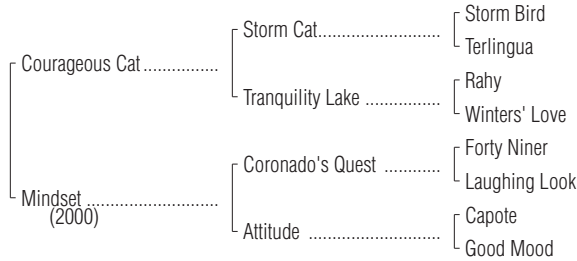 Storm Bird
Storm Cat..................................
Terlingua
Courageous Cat ...............
Rahy
Tranquility Lake ....................
Winters' Love
Forty Niner
Coronado's Quest ...............
Laughing Look
Mindset ..........................
(2000)
Capote
Attitude ...................................
Good Mood